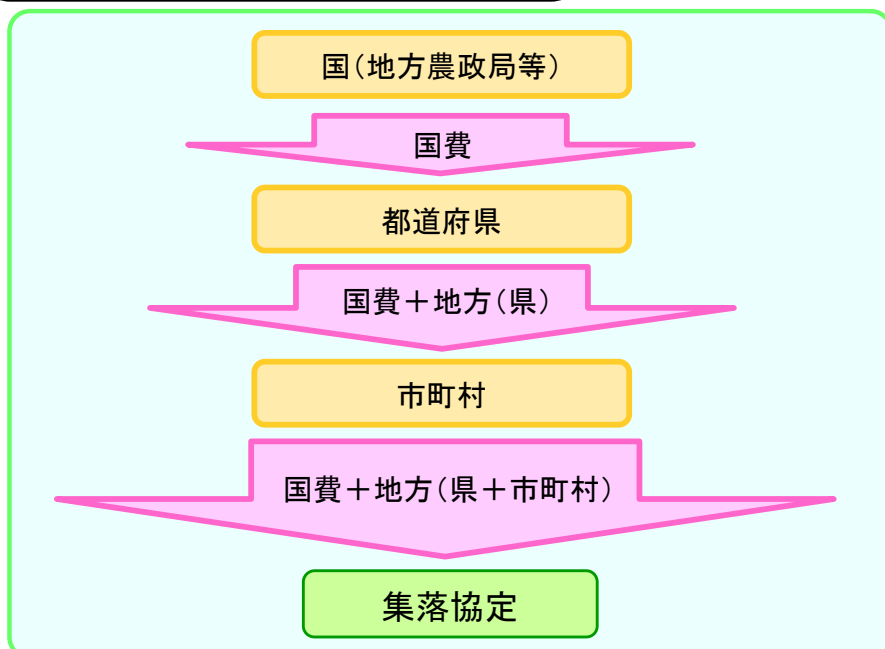 国(地方農政局等)
国費
都道府県
国費+地方(県)
市町村
国費+地方(県+市町村)
集落協定